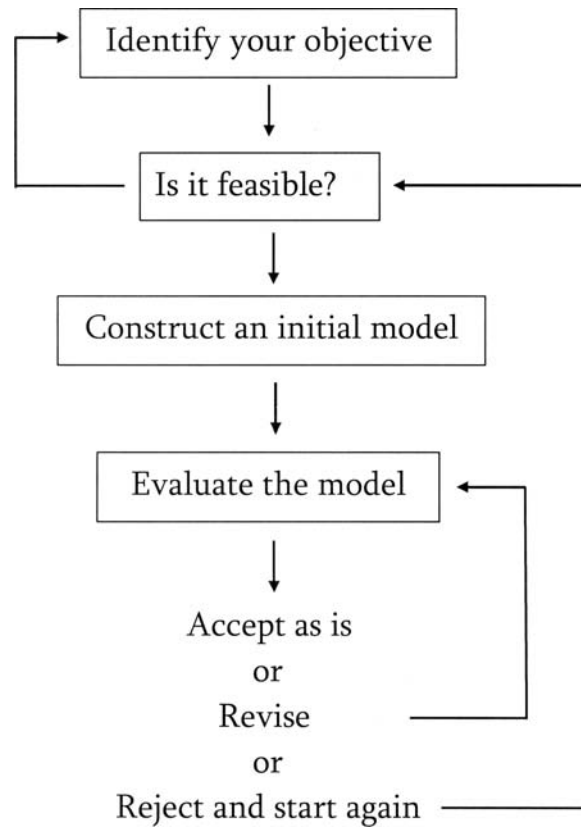 Identify your objective
Is it feasible?
Construct an initial model
Evaluate the model
Accept as is
or
Revise
or
Reject and start again